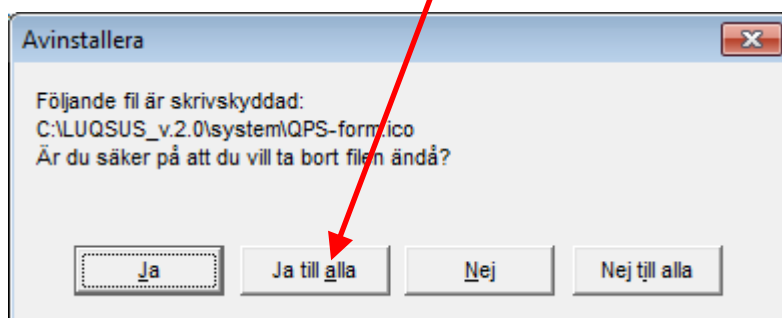 Avinstallera
Följande fil är skrivskyddad:
C:\LUQSUS_v.2.0\system\QPS-form.ico
Är du säker på att du vill ta bort filen ändå?
Ja
Ja till alla
Nej
Nej till alla